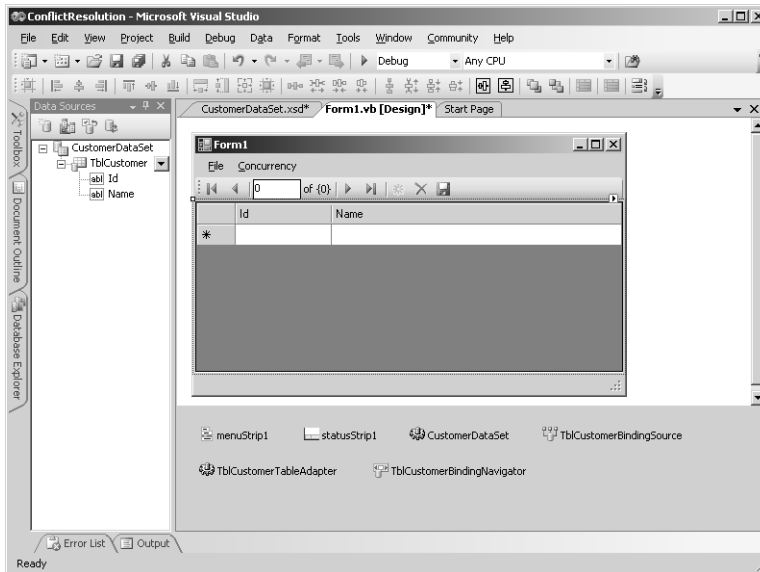 ConflictResolution - Microsoft Visual Studio
File Edit View Project Build Debug Data Format Tools Window Community Help
Debug Any CPU
Data Sources
CustomerDataSet.xsd* Form1.vb [Design]* Start Page
Toolbox
Document Outline
Database Explorer
CustomerDataSet
TblCustomer
abl Id
abl Name
Form1
File Concurrency
0 of {0}
Id Name
menuStrip1 statusStrip1 CustomerDataSet TblCustomerBindingSource
TblCustomerTableAdapter TblCustomerBindingNavigator
Error List Output
Ready